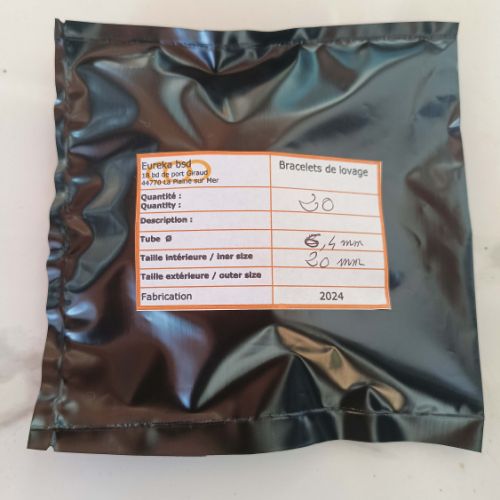 Eureka bsd
18 bd de port Giraud
44770 La Plaine sur Mer
Bracelets de lovage
Quantité :
Quantity :
20
Description :
Tube Ø
6,4 mm
Taille intérieure / iner size
20 mm
Taille extérieure / outer size
Fabrication
2024